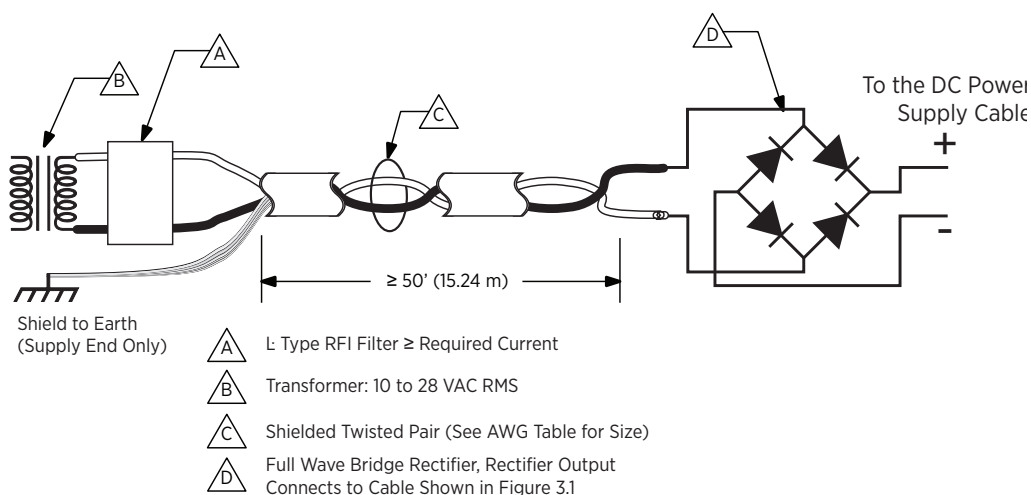 D
A
B
C
To the DC Power
Supply Cable
+
-
≥ 50’ (15.24 m)
Shield to Earth
(Supply End Only)
A L: Type RFI Filter ≥ Required Current
B Transformer: 10 to 28 VAC RMS
C Shielded Twisted Pair (See AWG Table for Size)
D Full Wave Bridge Rectifier, Rectifier Output
Connects to Cable Shown in Figure 3.1